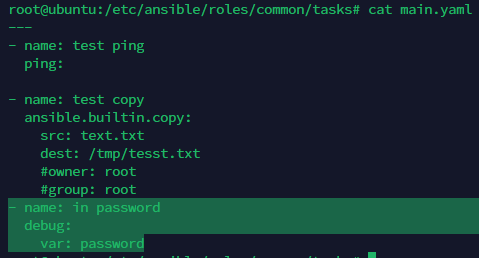 root@ubuntu:/etc/ansible/roles/common/tasks# cat main.yaml
---
- name: test ping
  ping:

- name: test copy
  ansible.builtin.copy:
    src: text.txt
    dest: /tmp/tesst.txt
    #owner: root
    #group: root
- name: in password
  debug:
    var: password